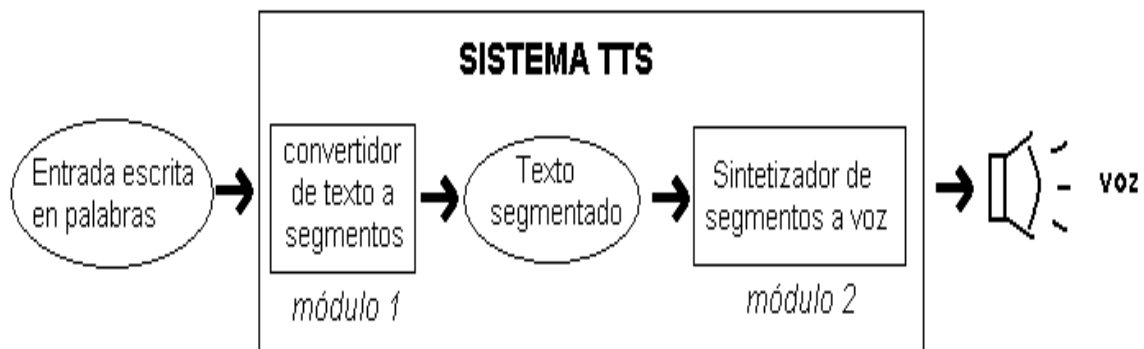 SISTEMA TTS
Entrada escrita
en palabras
convertidor
de texto a
segmentos
módulo 1
Texto
segmentado
Sintetizador de
segmentos a voz
módulo 2
voz